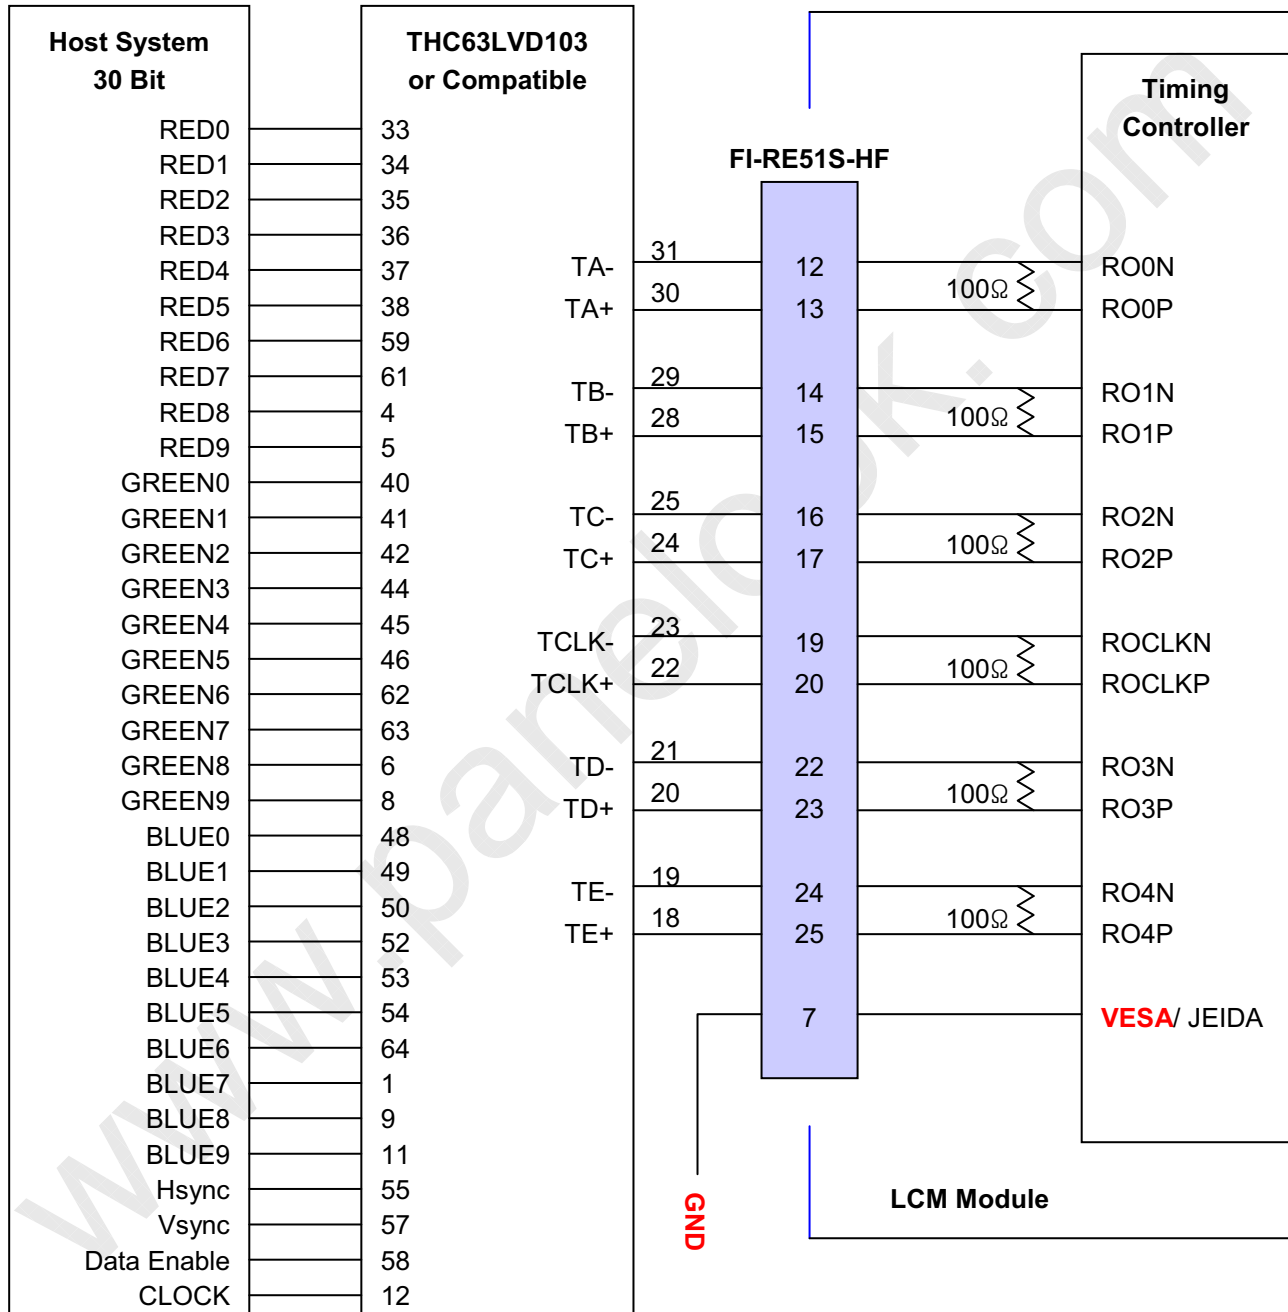 Host System
30 Bit
RED0
RED1
RED2
RED3
RED4
RED5
RED6
RED7
RED8
RED9
GREEN0
GREEN1
GREEN2
GREEN3
GREEN4
GREEN5
GREEN6
GREEN7
GREEN8
GREEN9
BLUE0
BLUE1
BLUE2
BLUE3
BLUE4
BLUE5
BLUE6
BLUE7
BLUE8
BLUE9
Hsync
Vsync
Data Enable
CLOCK
THC63LVD103
or Compatible
33
34
35
36
37
38
59
61
4
5
40
41
42
44
45
46
62
63
6
8
48
49
50
52
53
54
64
1
9
11
55
57
58
12
TA-
TA+
TB-
TB+
TC-
TC+
TCLK-
TCLK+
TD-
TD+
TE-
TE+
31
30
29
28
25
24
23
22
21
20
19
18
GND
FI-RE51S-HF
12
13
14
15
16
17
19
20
22
23
24
25
7
100Ω
100Ω
100Ω
100Ω
100Ω
100Ω
Timing
Controller
RO0N
RO0P
RO1N
RO1P
RO2N
RO2P
ROCLKN
ROCLKP
RO3N
RO3P
RO4N
RO4P
VESA/ JEIDA
LCM Module
www.panelook.com